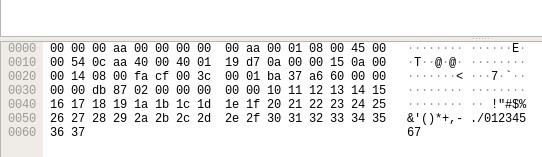 0000 00 00 00 aa 00 00 00 00 00 aa 00 01 08 00 45 00 ········ ······E·
0010 00 54 0c aa 40 00 40 01 19 d7 0a 00 00 15 0a 00 ·T··@·@· ········
0020 00 14 08 00 fa cf 00 3c 00 01 ba 37 a6 60 00 00 ·······< ···7·`··
0030 00 00 db 87 02 00 00 00 00 00 10 11 12 13 14 15 ········ ········
0040 16 17 18 19 1a 1b 1c 1d 1e 1f 20 21 22 23 24 25 ········ ·· !"#$%
0050 26 27 28 29 2a 2b 2c 2d 2e 2f 30 31 32 33 34 35 &'()*+,- ./012345
0060 36 37 67